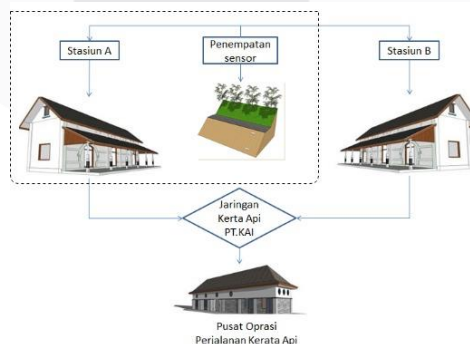 Stasiun A
Penempatan
sensor
Stasiun B
Jaringan
Kerta Api
PT.KAI
Pusat Oprasi
Perjalanan Kerata Api